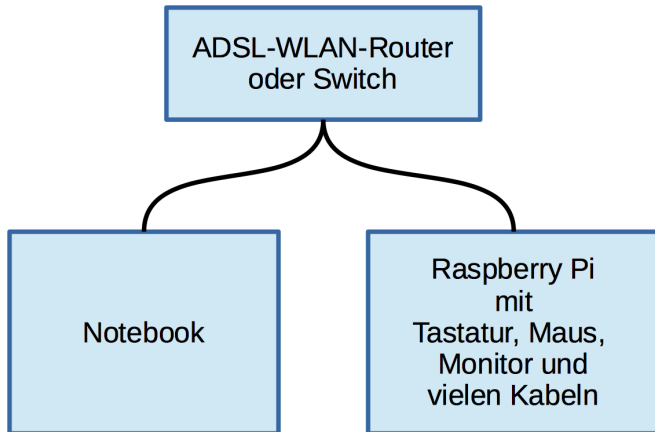 ADSL-WLAN-Router
oder Switch
Notebook
Raspberry Pi
mit
Tastatur, Maus,
Monitor und
vielen Kabeln